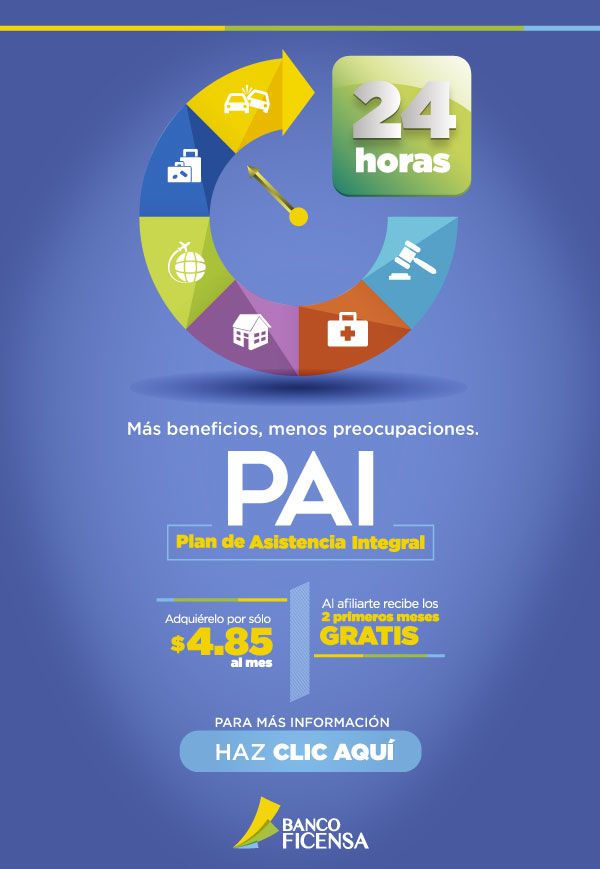 24
horas
Más beneficios, menos preocupaciones.
PAI
Plan de Asistencia Integral
Adquiérelo por sólo
$4.85
al mes
Al afiliarte recibe los
2 primeros meses
GRATIS
PARA MÁS INFORMACIÓN
HAZ CLIC AQUÍ
BANCO
FICENSA